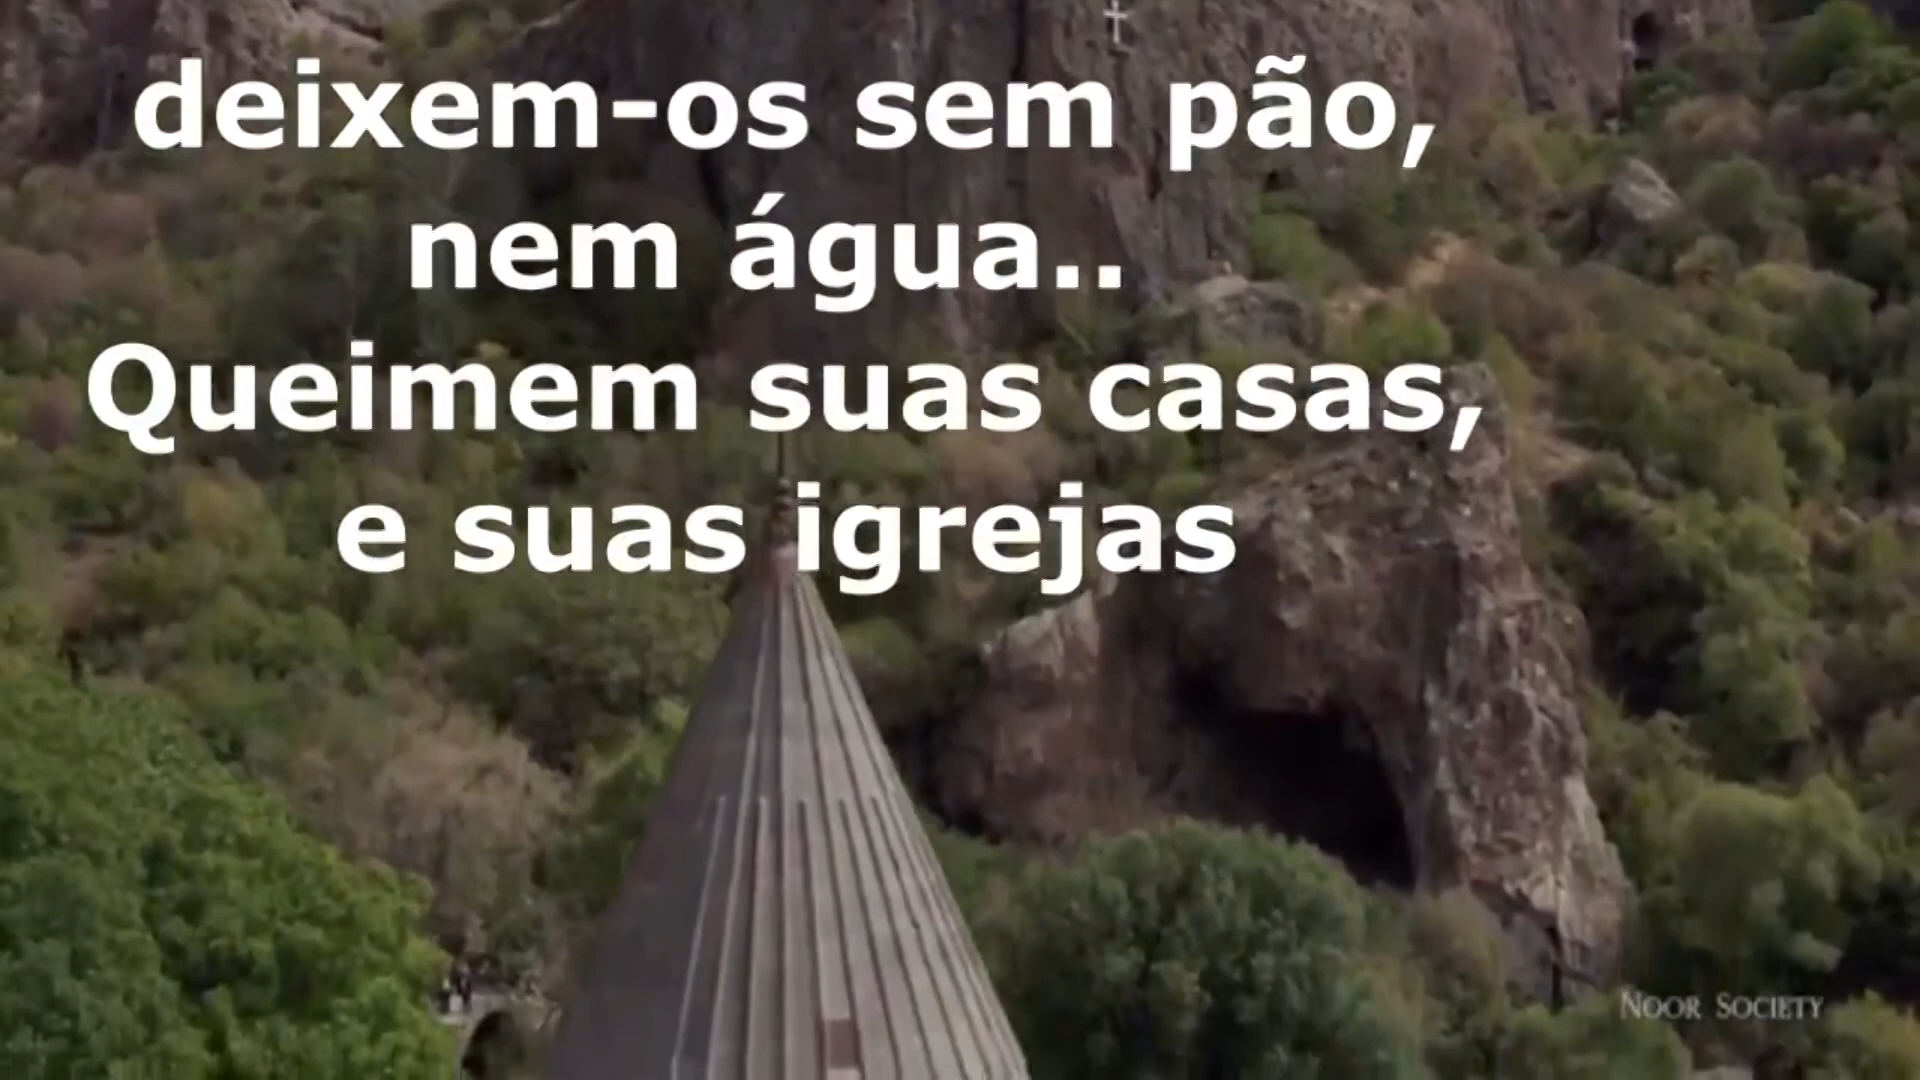 deixem-os sem pão,
nem água..
Queimem suas casas,
e suas igrejas
NOOR SOCIETY